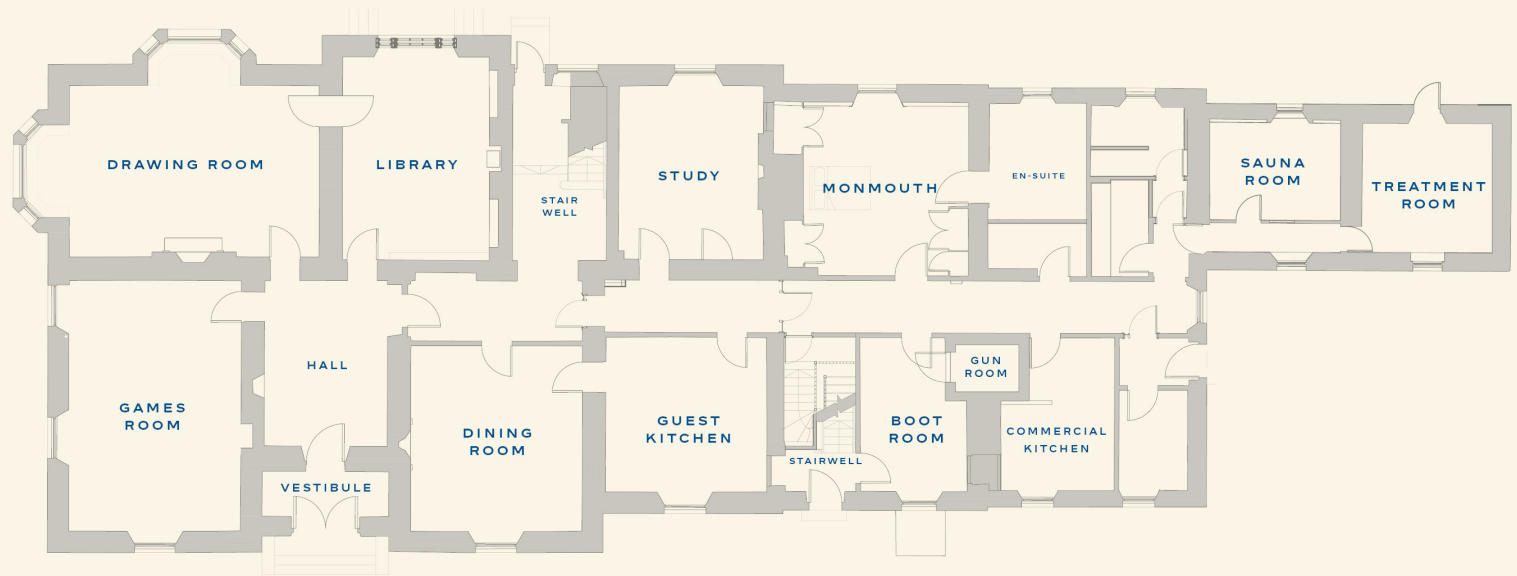 DRAWING ROOM
LIBRARY
STAIR
WELL
STUDY
MONMOUTH
EN-SUITE
SAUNA
ROOM
TREATMENT
ROOM
GAMES
ROOM
HALL
VESTIBULE
DINING
ROOM
GUEST
KITCHEN
STAIRWELL
BOOT
ROOM
GUN
ROOM
COMMERCIAL
KITCHEN